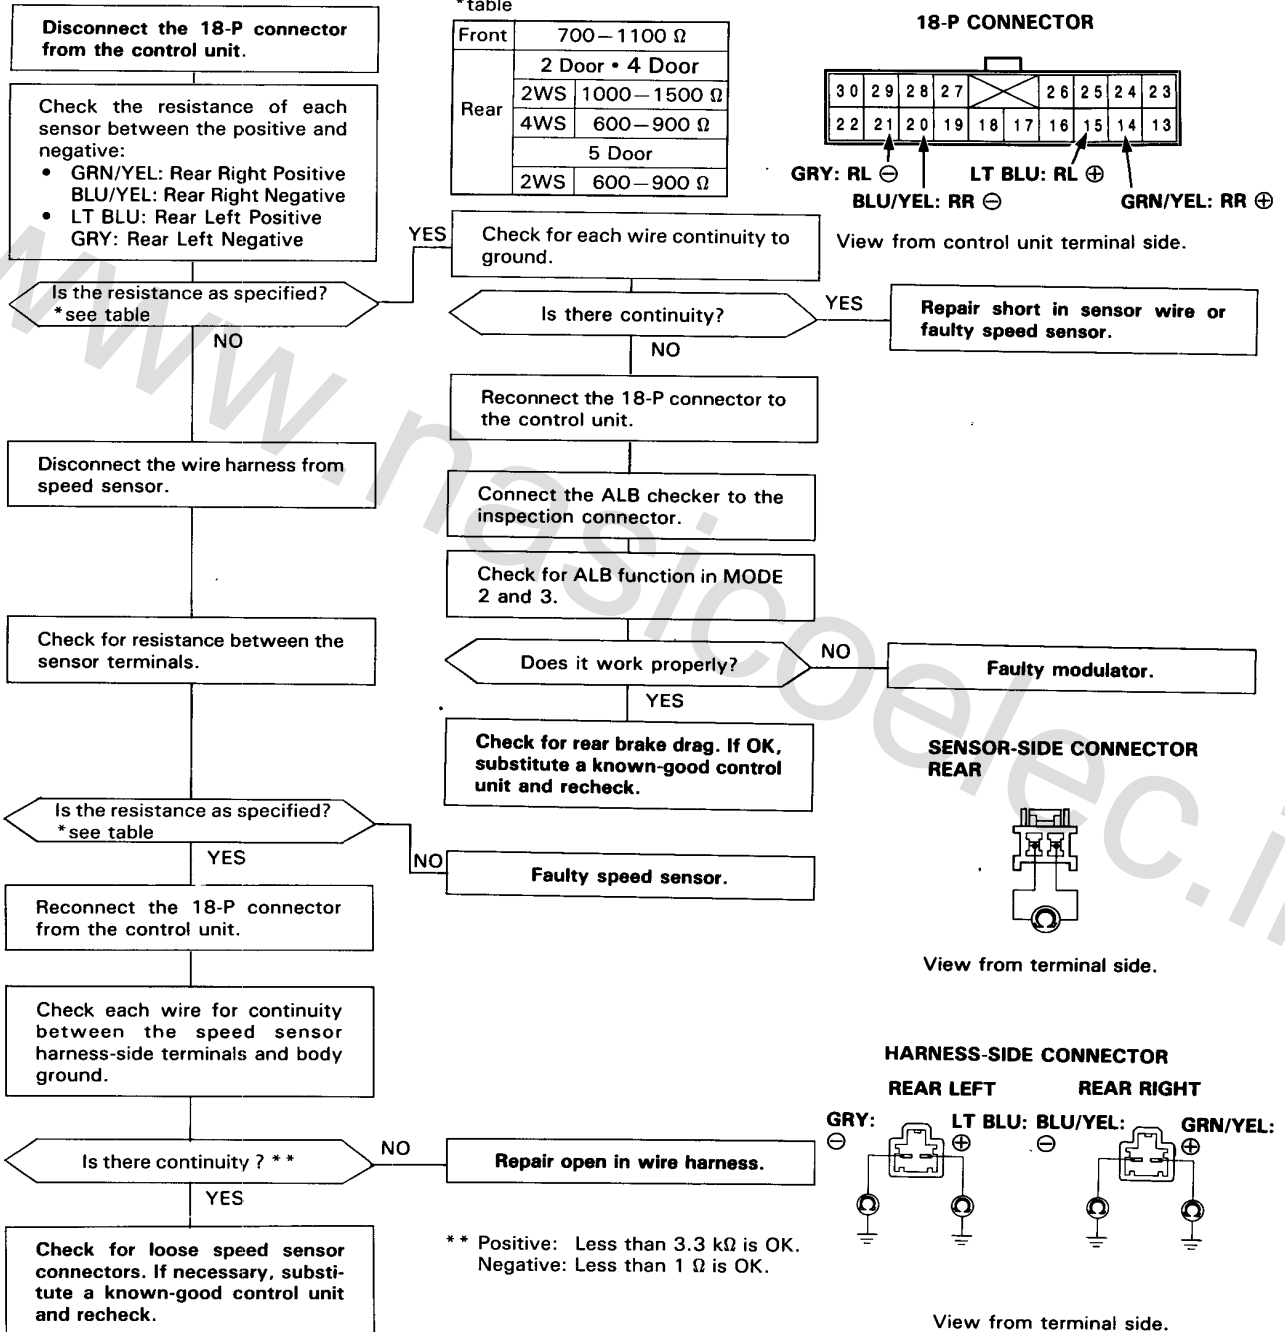 Disconnect the 18-P connector
from the control unit.
Check the resistance of each
sensor between the positive and
negative:
• GRN/YEL: Rear Right Positive
BLU/YEL: Rear Right Negative
• LT BLU: Rear Left Positive
GRY: Rear Left Negative
Is the resistance as specified?
*see table
YES
NO
Disconnect the wire harness from
speed sensor.
Check for resistance between the
sensor terminals.
Is the resistance as specified?
*see table
YES
NO
Faulty speed sensor.
Reconnect the 18-P connector
from the control unit.
Check each wire for continuity
between the speed sensor
harness-side terminals and body
ground.
Is there continuity ? **
NO
Repair open in wire harness.
YES
Check for loose speed sensor
connectors. If necessary, substi-
tute a known-good control unit
and recheck.
*table
Front 700–1100 Ω
Rear
2 Door • 4 Door
2WS 1000–1500 Ω
4WS 600–900 Ω
5 Door
2WS 600–900 Ω
Check for each wire continuity to
ground.
Is there continuity?
YES
Repair short in sensor wire or
faulty speed sensor.
NO
Reconnect the 18-P connector to
the control unit.
Connect the ALB checker to the
inspection connector.
Check for ALB function in MODE
2 and 3.
Does it work properly?
NO
Faulty modulator.
YES
Check for rear brake drag. If OK,
substitute a known-good control
unit and recheck.
** Positive: Less than 3.3 kΩ is OK.
Negative: Less than 1 Ω is OK.
18-P CONNECTOR
30 29 28 27 26 25 24 23
22 21 20 19 18 17 16 15 14 13
GRY: RL ⊖ LT BLU: RL ⊕
BLU/YEL: RR ⊖ GRN/YEL: RR ⊕
View from control unit terminal side.
SENSOR-SIDE CONNECTOR
REAR
Ω
View from terminal side.
HARNESS-SIDE CONNECTOR
REAR LEFT REAR RIGHT
GRY: LT BLU: BLU/YEL: GRN/YEL:
⊖ ⊕ ⊖ ⊕
Ω Ω Ω Ω
View from terminal side.
www.nasicoelec.i